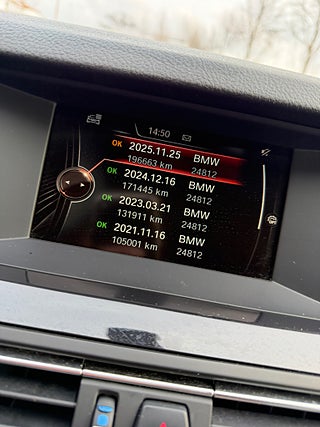 14:50
OK 2025.11.25 BMW
196663 km 24812
OK 2024.12.16 BMW
171445 km 24812
OK 2023.03.21 BMW
131911 km 24812
OK 2021.11.16 BMW
105001 km 24812